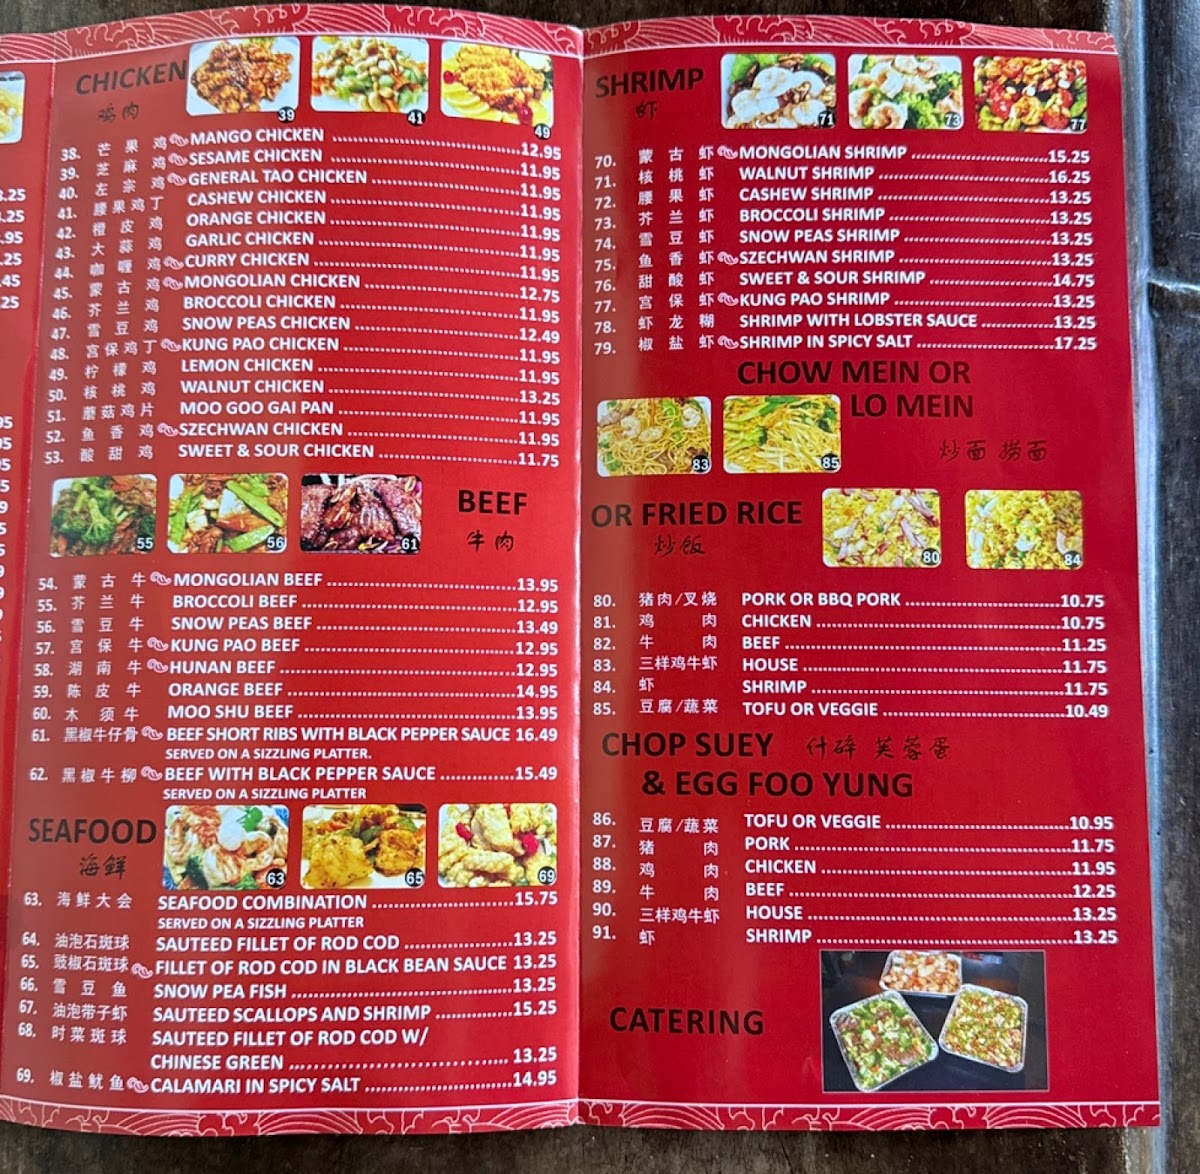 CHICKEN
鸡肉
39
41
49
38. 芒果鸡 MANGO CHICKEN ........ 12.95
39. 芝麻鸡 SESAME CHICKEN ........ 11.95
40. 左宗鸡 GENERAL TAO CHICKEN ........ 11.95
41. 腰果鸡丁 CASHEW CHICKEN ........ 11.95
42. 橙皮鸡 ORANGE CHICKEN ........ 11.95
43. 大蒜鸡 GARLIC CHICKEN ........ 11.95
44. 咖喱鸡 CURRY CHICKEN ........ 11.95
45. 蒙古鸡 MONGOLIAN CHICKEN ........ 12.75
46. 芥兰鸡 BROCCOLI CHICKEN ........ 11.95
47. 雪豆鸡 SNOW PEAS CHICKEN ........ 12.49
48. 宫保鸡丁 KUNG PAO CHICKEN ........ 11.95
49. 柠檬鸡 LEMON CHICKEN ........ 11.95
50. 核桃鸡 WALNUT CHICKEN ........ 13.25
51. 蘑菇鸡片 MOO GOO GAI PAN ........ 11.95
52. 鱼香鸡 SZECHWAN CHICKEN ........ 11.95
53. 酸甜鸡 SWEET & SOUR CHICKEN ........ 11.75
55
56
61
BEEF
牛肉
54. 蒙古牛 MONGOLIAN BEEF ........ 13.95
55. 芥兰牛 BROCCOLI BEEF ........ 12.95
56. 雪豆牛 SNOW PEAS BEEF ........ 13.49
57. 宫保牛 KUNG PAO BEEF ........ 12.95
58. 湖南牛 HUNAN BEEF ........ 12.95
59. 陈皮牛 ORANGE BEEF ........ 14.95
60. 木须牛 MOO SHU BEEF ........ 13.95
61. 黑椒牛仔骨 BEEF SHORT RIBS WITH BLACK PEPPER SAUCE 16.49
SERVED ON A SIZZLING PLATTER.
62. 黑椒牛柳 BEEF WITH BLACK PEPPER SAUCE ........ 15.49
SERVED ON A SIZZLING PLATTER
SEAFOOD
海鲜
63
65
69
63. 海鲜大会 SEAFOOD COMBINATION ........ 15.75
SERVED ON A SIZZLING PLATTER
64. 油泡石斑球 SAUTEED FILLET OF ROD COD ........ 13.25
65. 豉椒石斑球 FILLET OF ROD COD IN BLACK BEAN SAUCE 13.25
66. 雪豆鱼 SNOW PEA FISH ........ 13.25
67. 油泡带子虾 SAUTEED SCALLOPS AND SHRIMP ........ 15.25
68. 时菜斑球 SAUTEED FILLET OF ROD COD W/
CHINESE GREEN ........ 13.25
69. 椒盐鱿鱼 CALAMARI IN SPICY SALT ........ 14.95
SHRIMP
虾
71
73
77
70. 蒙古虾 MONGOLIAN SHRIMP ........ 15.25
71. 核桃虾 WALNUT SHRIMP ........ 16.25
72. 腰果虾 CASHEW SHRIMP ........ 13.25
73. 芥兰虾 BROCCOLI SHRIMP ........ 13.25
74. 雪豆虾 SNOW PEAS SHRIMP ........ 13.25
75. 鱼香虾 SZECHWAN SHRIMP ........ 13.25
76. 甜酸虾 SWEET & SOUR SHRIMP ........ 14.75
77. 宫保虾 KUNG PAO SHRIMP ........ 13.25
78. 虾龙糊 SHRIMP WITH LOBSTER SAUCE ........ 13.25
79. 椒盐虾 SHRIMP IN SPICY SALT ........ 17.25
CHOW MEIN OR
LO MEIN
炒面 捞面
83
85
OR FRIED RICE
炒饭
80
84
80. 猪肉/叉烧 PORK OR BBQ PORK ........ 10.75
81. 鸡肉 CHICKEN ........ 10.75
82. 牛肉 BEEF ........ 11.25
83. 三样鸡牛虾 HOUSE ........ 11.75
84. 虾 SHRIMP ........ 11.75
85. 豆腐/蔬菜 TOFU OR VEGGIE ........ 10.49
CHOP SUEY 什碎 芙蓉蛋
& EGG FOO YUNG
86. 豆腐/蔬菜 TOFU OR VEGGIE ........ 10.95
87. 猪肉 PORK ........ 11.75
88. 鸡肉 CHICKEN ........ 11.95
89. 牛肉 BEEF ........ 12.25
90. 三样鸡牛虾 HOUSE ........ 13.25
91. 虾 SHRIMP ........ 13.25
CATERING